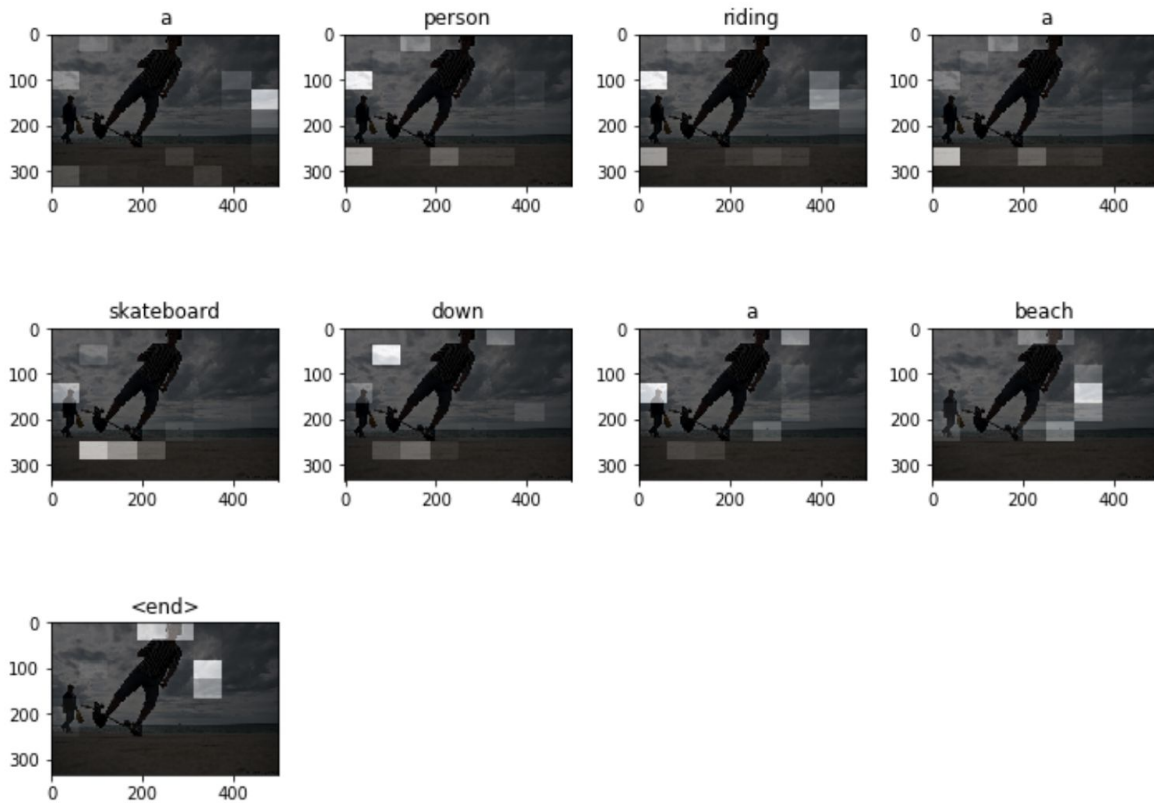 a person riding a
0 0 0 0
100 100 100 100
200 200 200 200
300 300 300 300
0 200 400 0 200 400 0 200 400 0 200 400
skateboard down a beach
0 0 0 0
100 100 100 100
200 200 200 200
300 300 300 300
0 200 400 0 200 400 0 200 400 0 200 400
<end>
0
100
200
300
0 200 400